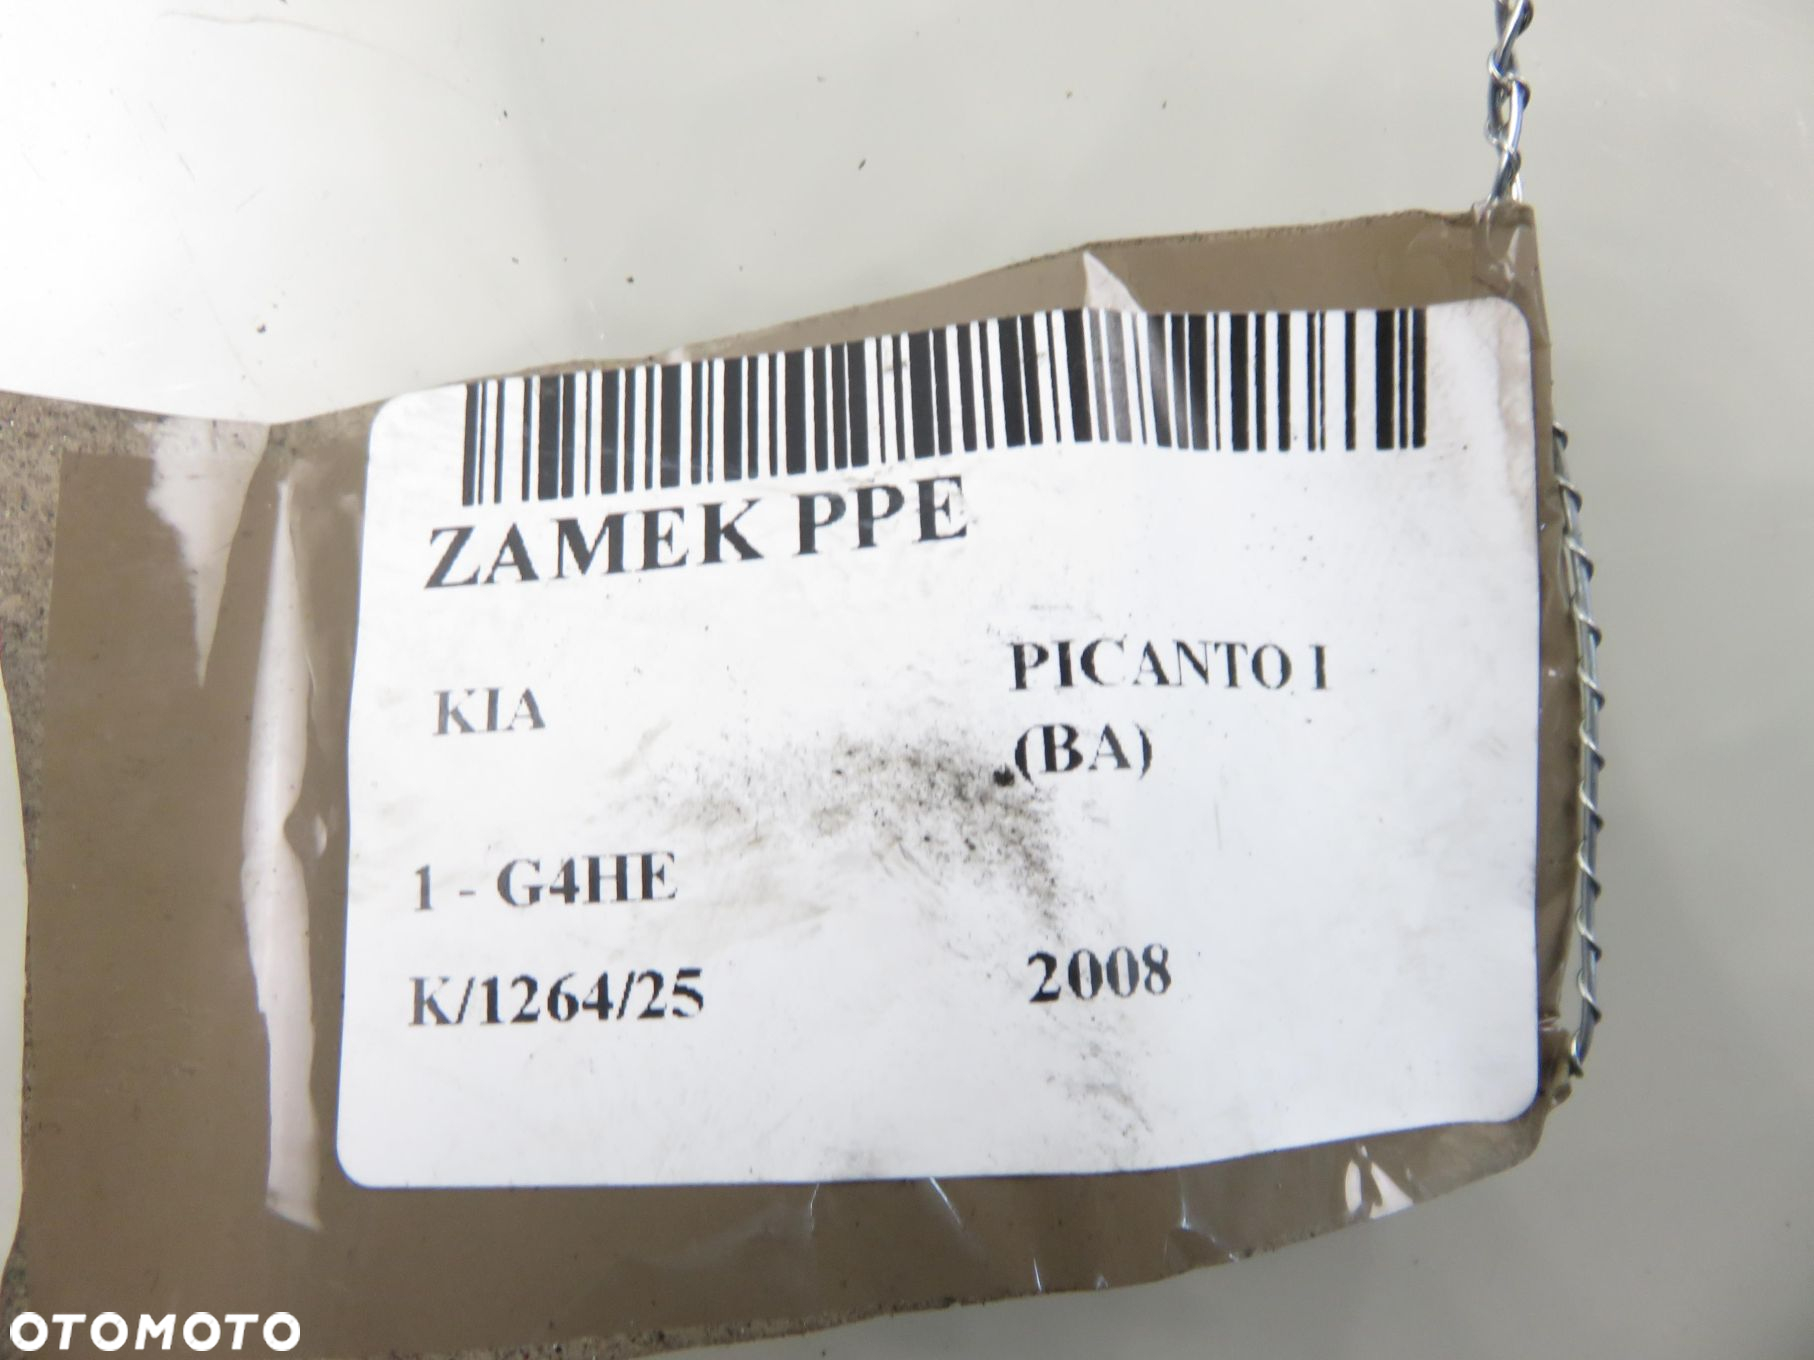 ZAMEK PPE
KIA
PICANTO I
(BA)
1 - G4HE
K/1264/25
2008
OTOMOTO